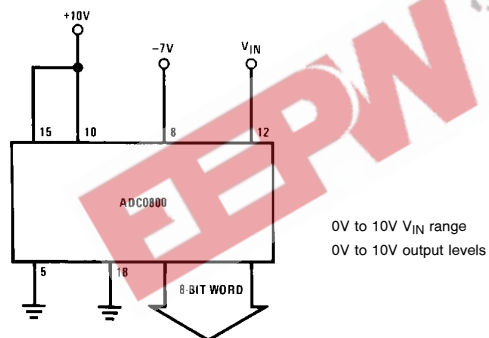 +10V
-7V
VIN
15
10
8
12
ADC0800
0V to 10V VIN range
0V to 10V output levels
5
18
8-BIT WORD
EEPW